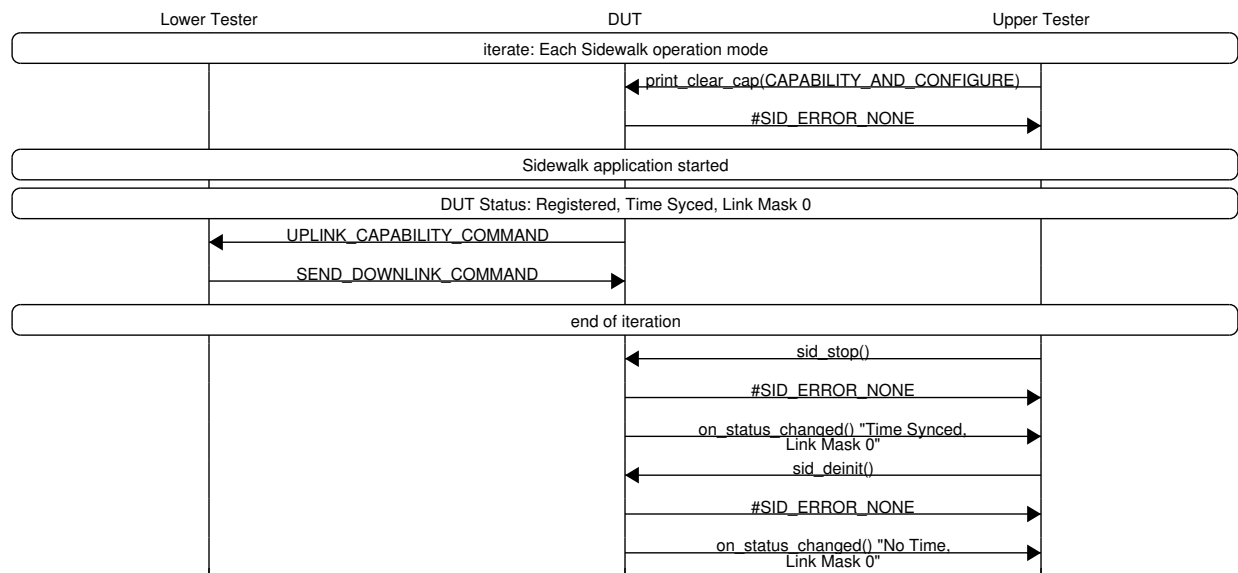 Lower Tester DUT Upper Tester
iterate: Each Sidewalk operation mode
print_clear_cap(CAPABILITY_AND_CONFIGURE)
#SID_ERROR_NONE
Sidewalk application started
DUT Status: Registered, Time Syced, Link Mask 0
UPLINK_CAPABILITY_COMMAND
SEND_DOWNLINK_COMMAND
end of iteration
sid_stop()
#SID_ERROR_NONE
on_status_changed() "Time Synced,
Link Mask 0"
sid_deinit()
#SID_ERROR_NONE
on_status_changed() "No Time,
Link Mask 0"